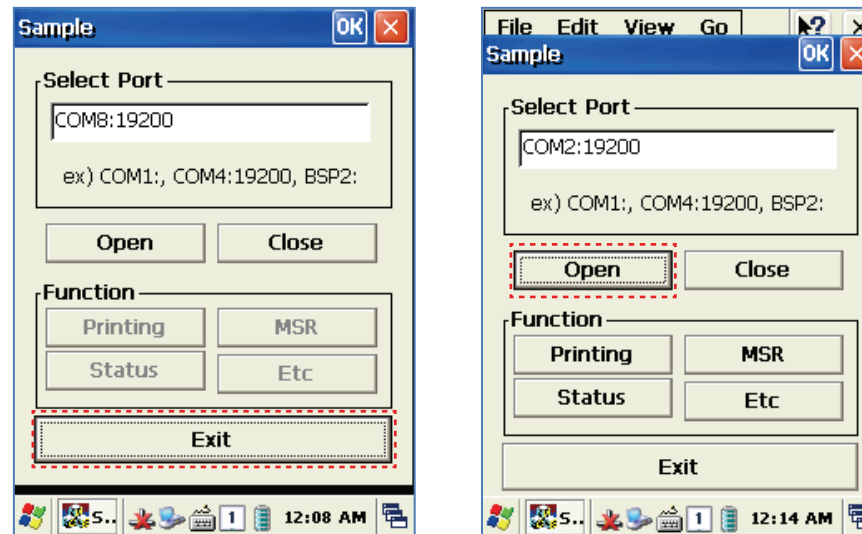 Sample OK
Select Port
COM8:19200
ex) COM1:, COM4:19200, BSP2:
Open Close
Function
Printing MSR
Status Etc
Exit
S.. 1 12:08 AM
File Edit View Go ?
Sample OK
Select Port
COM2:19200
ex) COM1:, COM4:19200, BSP2:
Open Close
Function
Printing MSR
Status Etc
Exit
S.. 1 12:14 AM